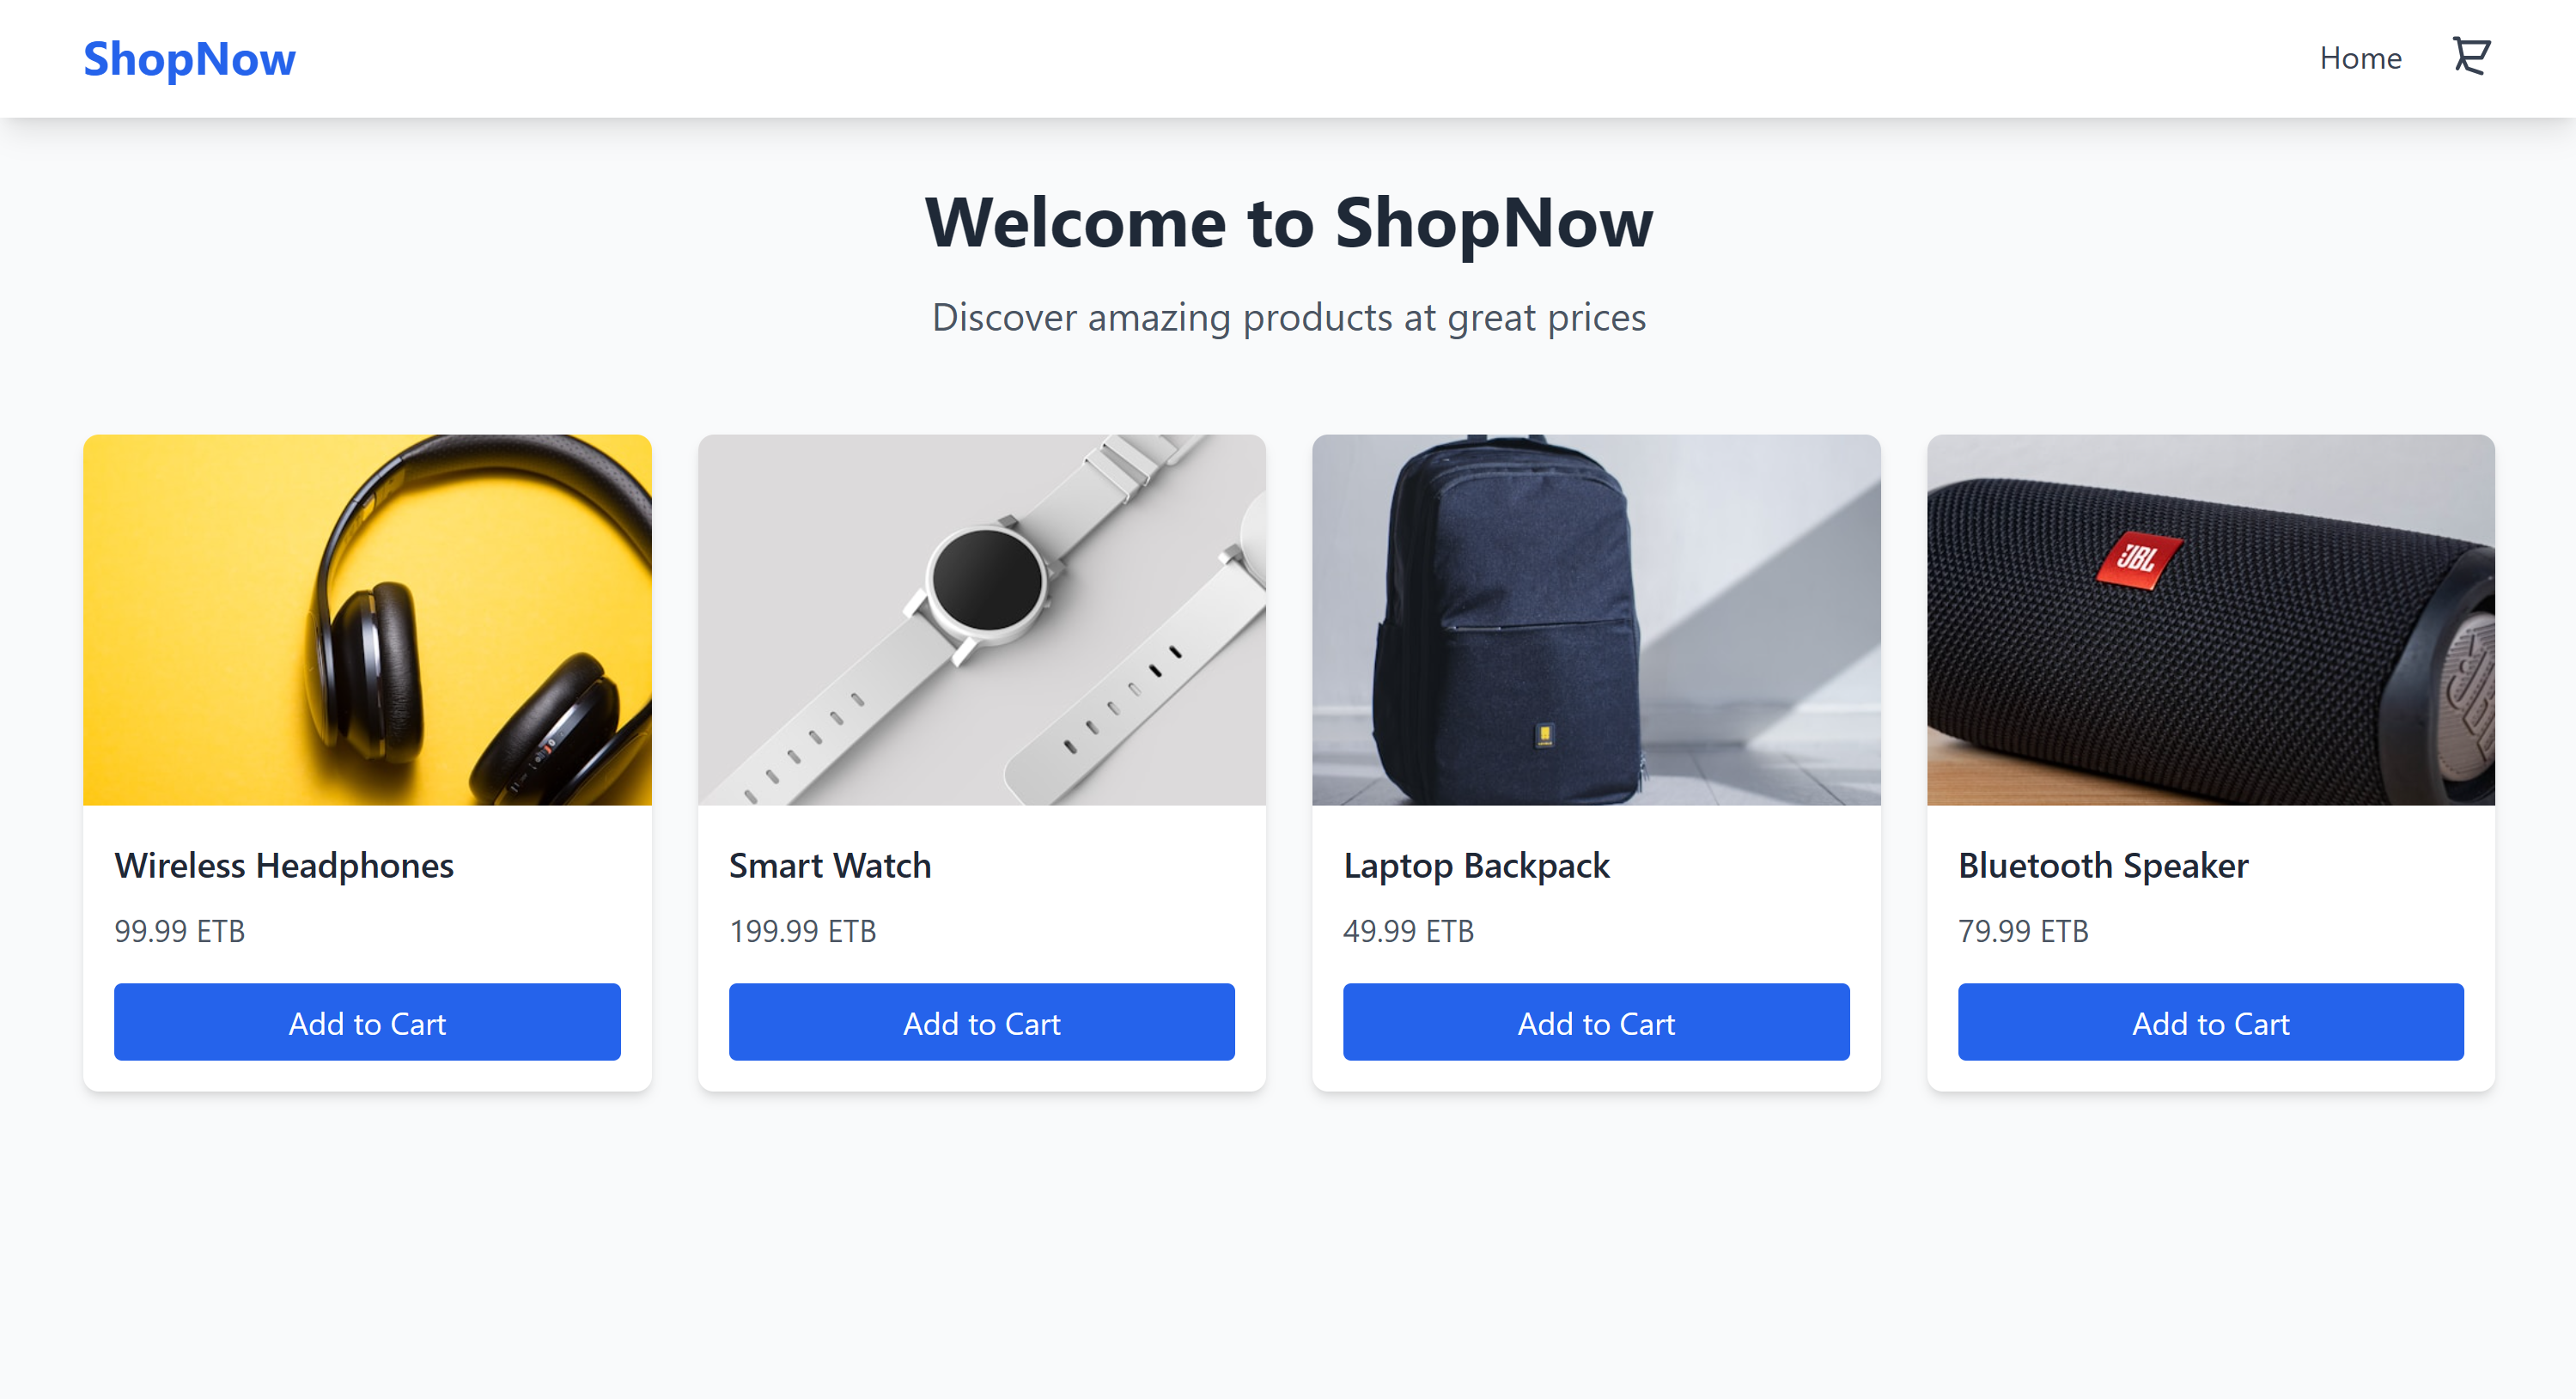 ShopNow
Home
Welcome to ShopNow
Discover amazing products at great prices
JBL
Wireless Headphones
99.99 ETB
Add to Cart
Smart Watch
199.99 ETB
Add to Cart
Laptop Backpack
49.99 ETB
Add to Cart
Bluetooth Speaker
79.99 ETB
Add to Cart